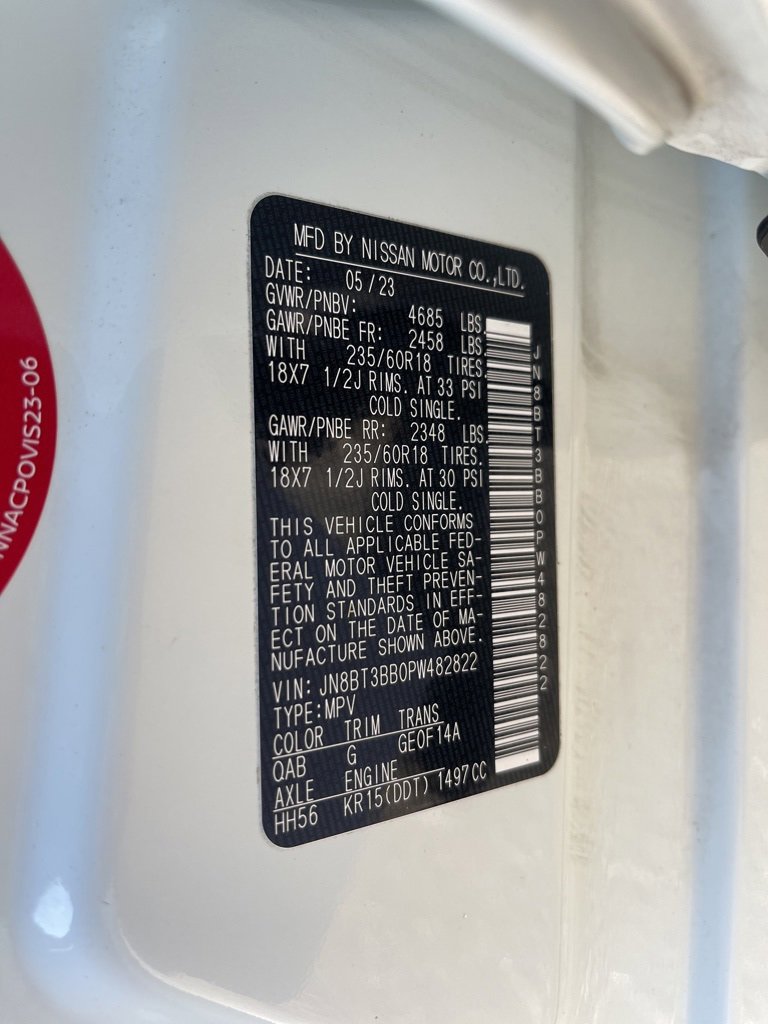 MFD BY NISSAN MOTOR CO.,LTD.
DATE: 05/23
GVWR/PNBV: 4685 LBS.
GAWR/PNBE FR: 2458 LBS.
WITH 235/60R18 TIRES.
18X7 1/2J RIMS. AT 33 PSI
COLD SINGLE.
GAWR/PNBE RR: 2348 LBS.
WITH 235/60R18 TIRES.
18X7 1/2J RIMS. AT 30 PSI
COLD SINGLE.
THIS VEHICLE CONFORMS
TO ALL APPLICABLE FED-
ERAL MOTOR VEHICLE SA-
FETY AND THEFT PREVEN-
TION STANDARDS IN EFF-
ECT ON THE DATE OF MA-
NUFACTURE SHOWN ABOVE.
VIN: JN8BT3BB0PW482822
TYPE:MPV
COLOR TRIM TRANS
QAB G GE0F14A
AXLE ENGINE
HH56 KR15(DDT) 1497CC
JN8BT3BB0PW482822
WNACPOVIS23-06